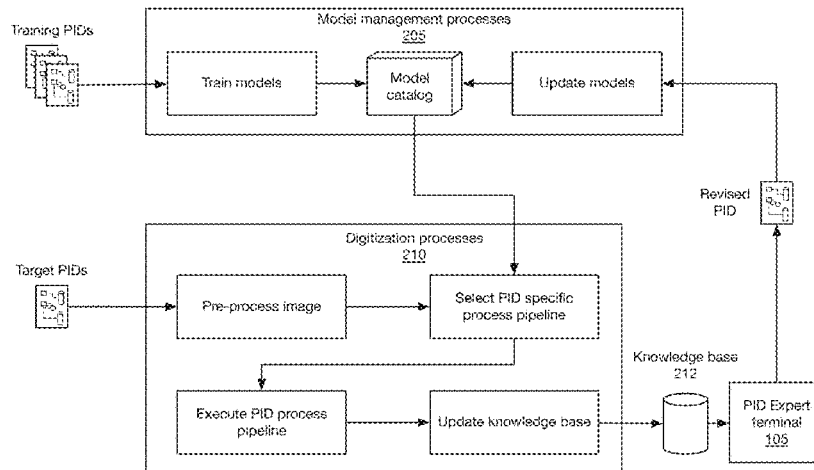 Training PIDs
Model management processes
205
Train models
Model
catalog
Update models
Revised
PID
Digitization processes
210
Target PIDs
Pre-process image
Select PID specific
process pipeline
Execute PID process
pipeline
Update knowledge base
Knowledge base
212
PID Expert
terminal
105